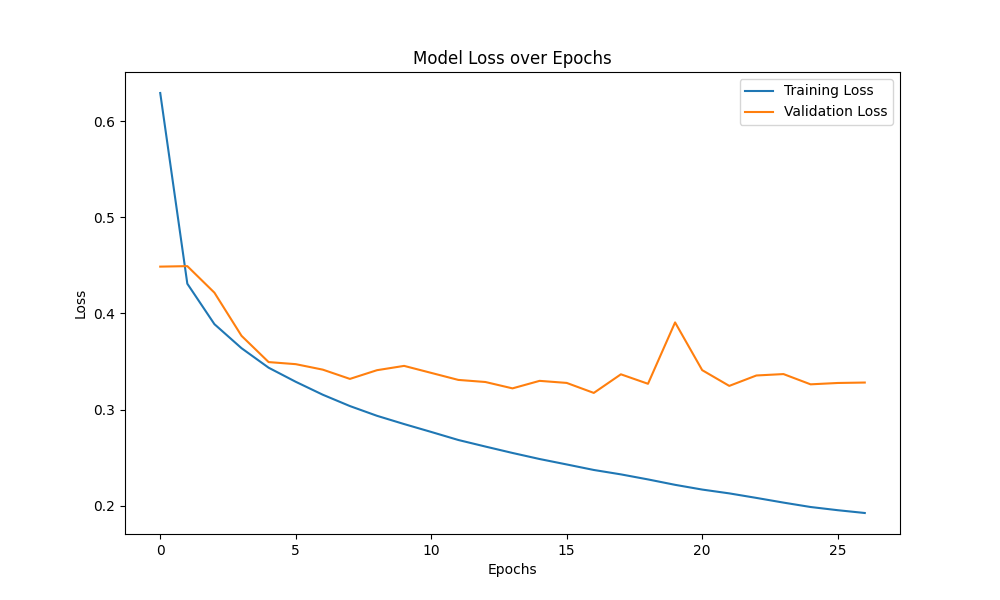 Model Loss over Epochs
Training Loss
Validation Loss
0.6
0.5
0.4
0.3
0.2
Loss
0
5
10
15
20
25
Epochs